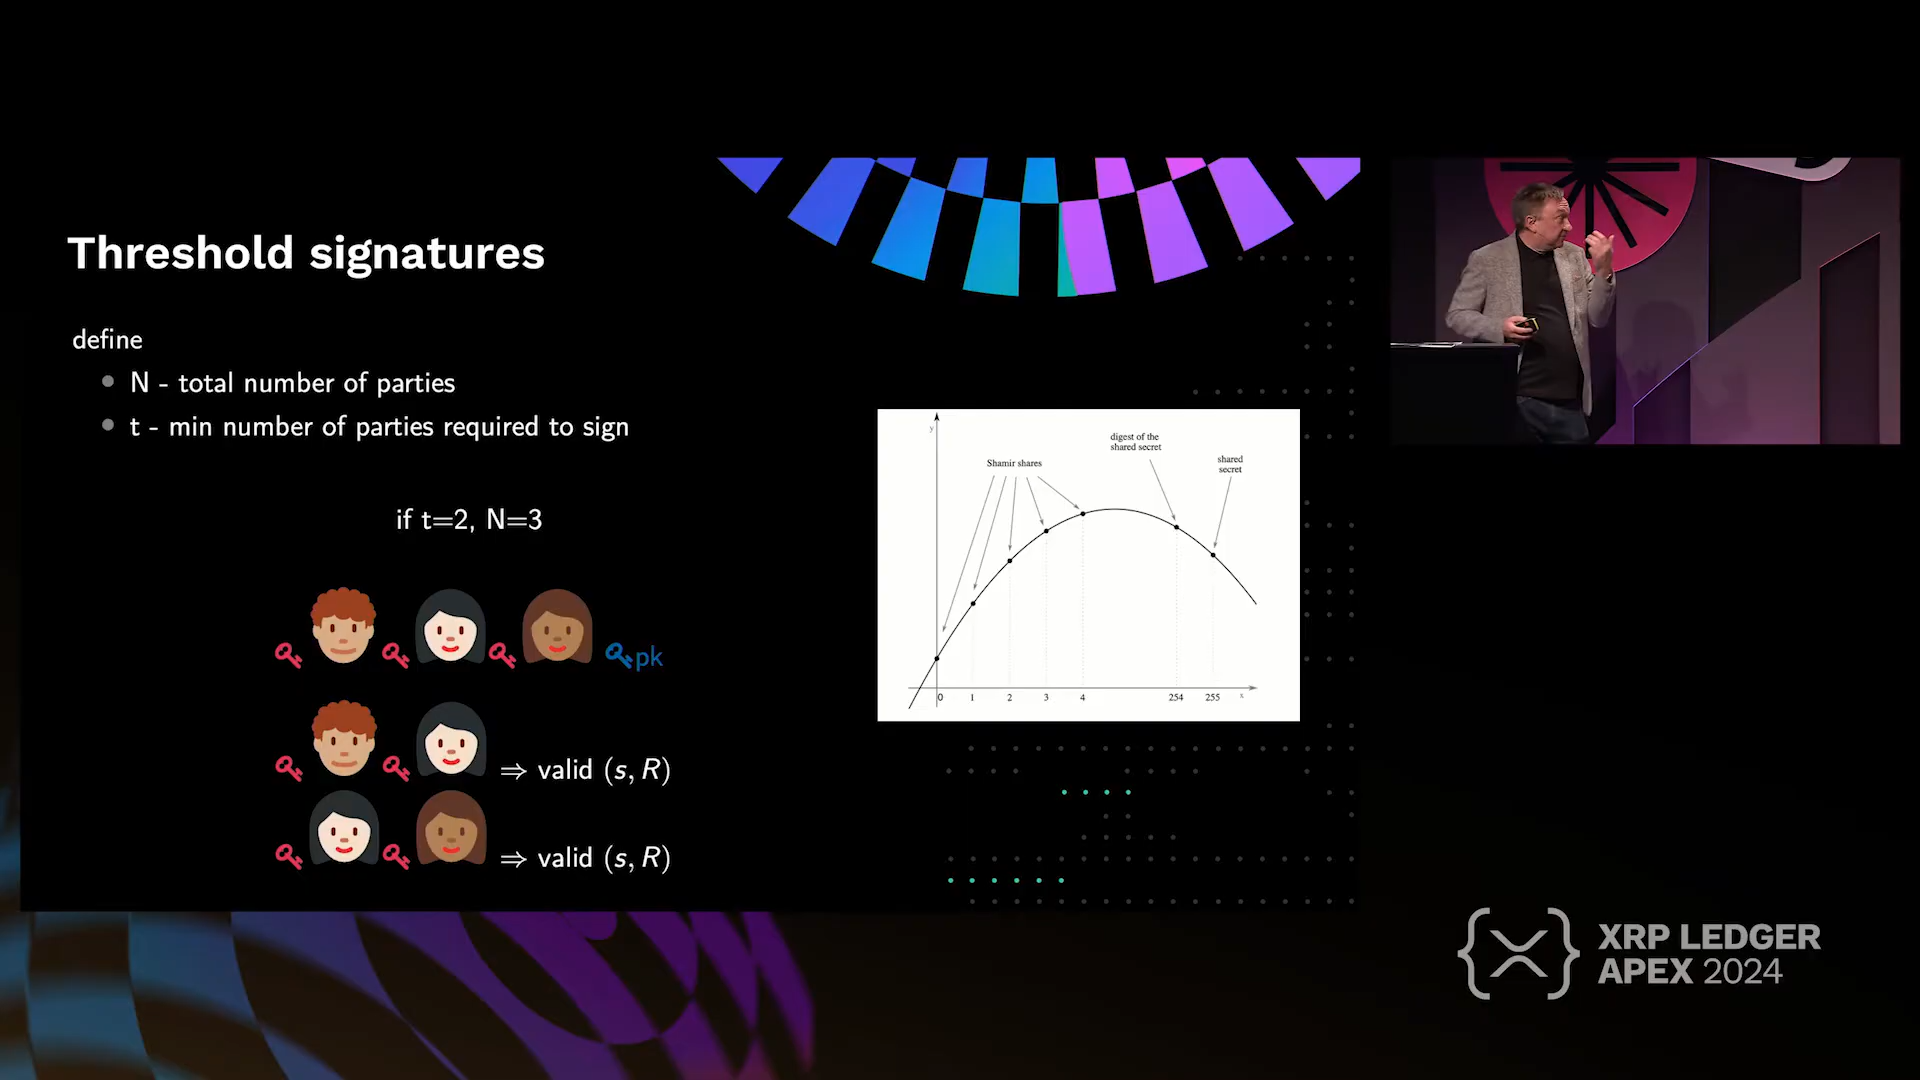 Threshold signatures
define
N - total number of parties
t - min number of parties required to sign
if t=2, N=3
pk
⇒ valid (s, R)
⇒ valid (s, R)
y
digest of the
shared secret
Shamir shares
shared
secret
0 1 2 3 4 254 255 x
XRP LEDGER
APEX 2024